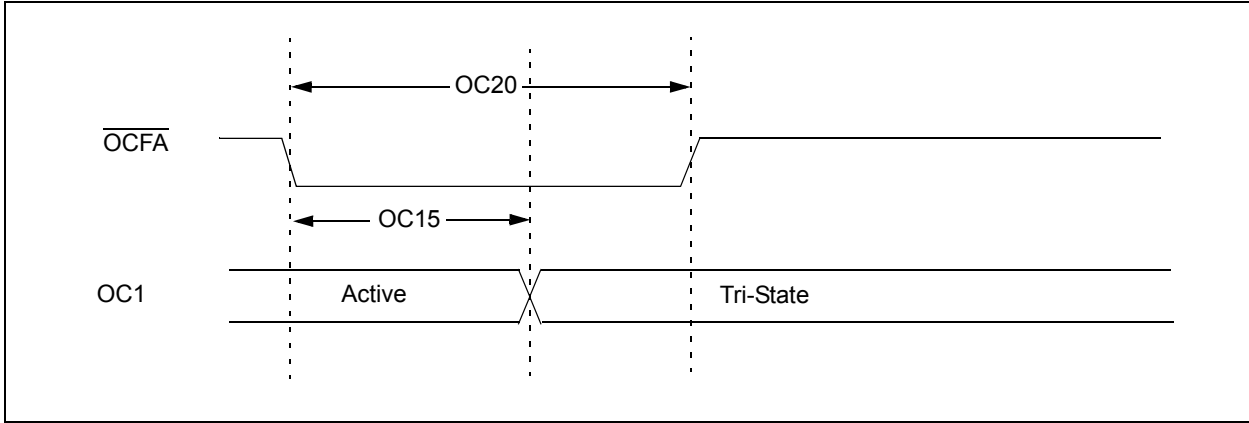 OC20
OCFA
OC15
OC1
Active
Tri-State